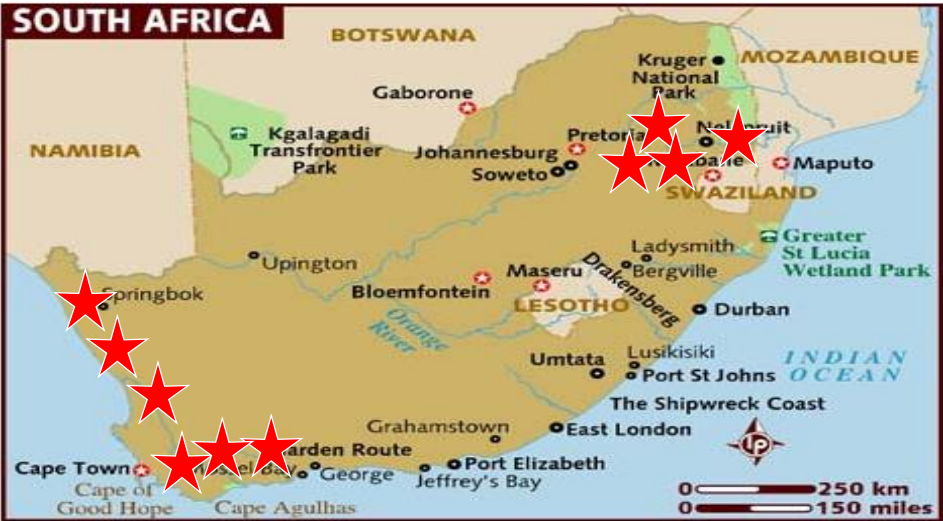 SOUTH AFRICA
BOTSWANA
MOZAMBIQUE
Kruger
National
Park
Gaborone
NAMIBIA
Kgalagadi
Transfrontier
Park
Pretoria
Johannesburg
Soweto
Maputo
SWAZILAND
Greater
St Lucia
Wetland Park
Ladysmith
Bergville
Drakensberg
Upington
Maseru
Bloemfontein
LESOTHO
Springbok
Durban
Orange
River
Umtata
Lusikisiki
Port St Johns
INDIAN
OCEAN
The Shipwreck Coast
Grahamstown
East London
LP
Route
Cape Town
Bay
George
Port Elizabeth
Jeffrey's Bay
Cape of
Good Hope
Cape Agulhas
0 250 km
0 150 miles